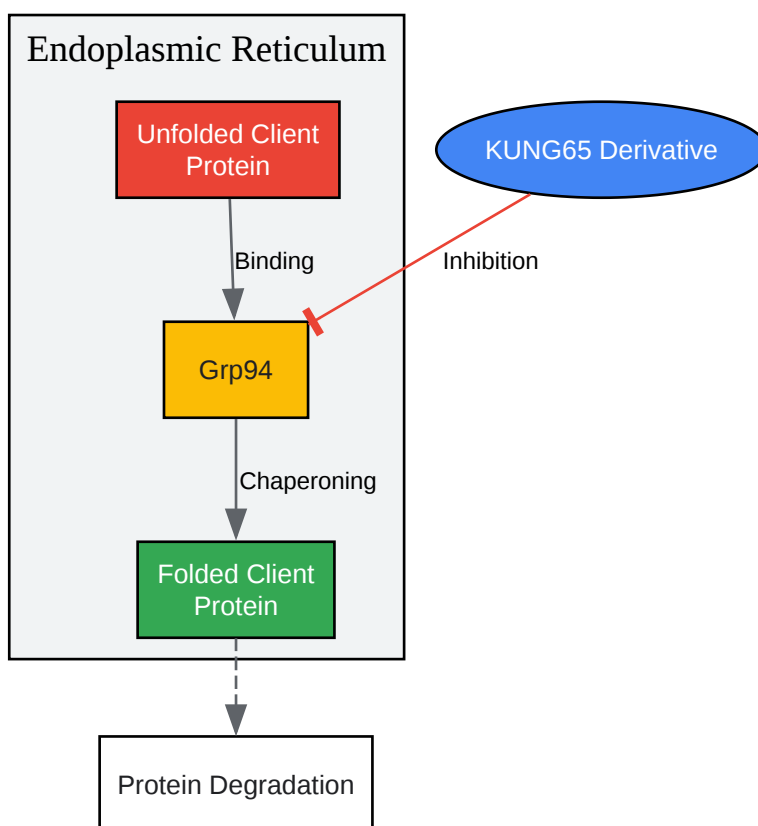 Endoplasmic Reticulum
Unfolded Client
Protein
KUNG65 Derivative
Binding
Inhibition
Grp94
Chaperoning
Folded Client
Protein
Protein Degradation